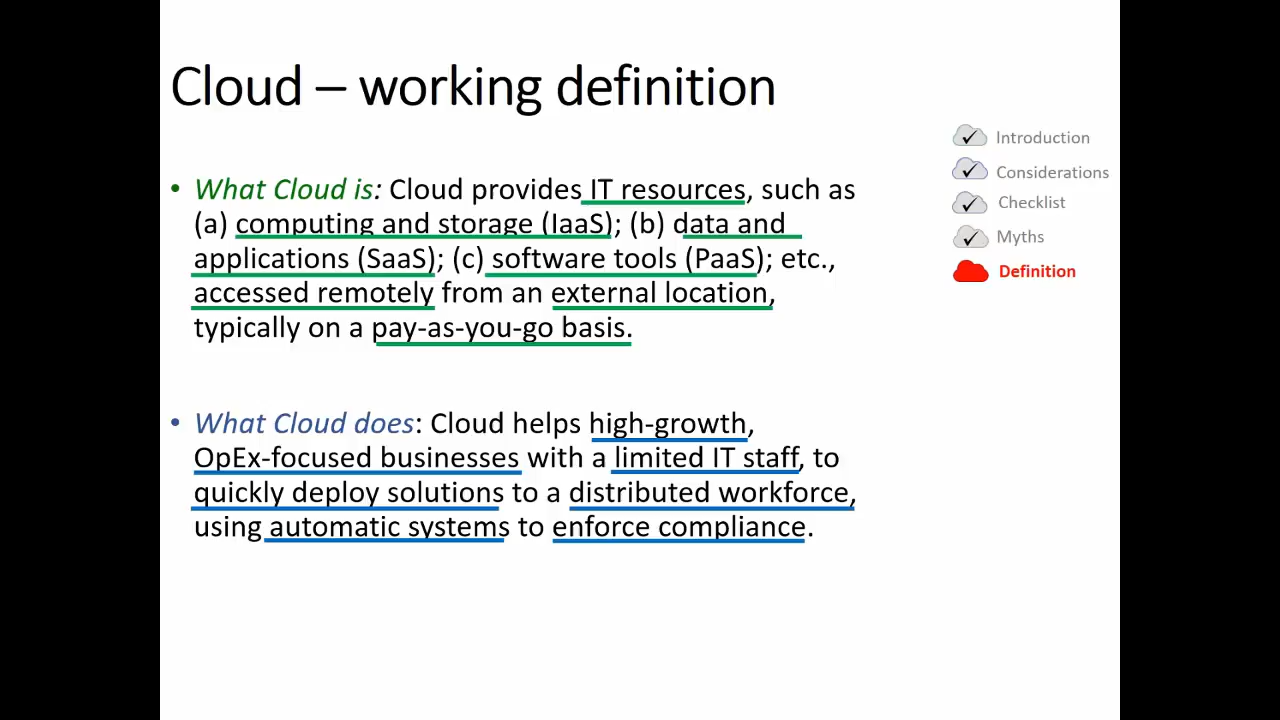 Cloud – working definition
• What Cloud is: Cloud provides IT resources, such as
(a) computing and storage (IaaS); (b) data and
applications (SaaS); (c) software tools (PaaS); etc.,
accessed remotely from an external location,
typically on a pay-as-you-go basis.
• What Cloud does: Cloud helps high-growth,
OpEx-focused businesses with a limited IT staff, to
quickly deploy solutions to a distributed workforce,
using automatic systems to enforce compliance.
Introduction
Considerations
Checklist
Myths
Definition